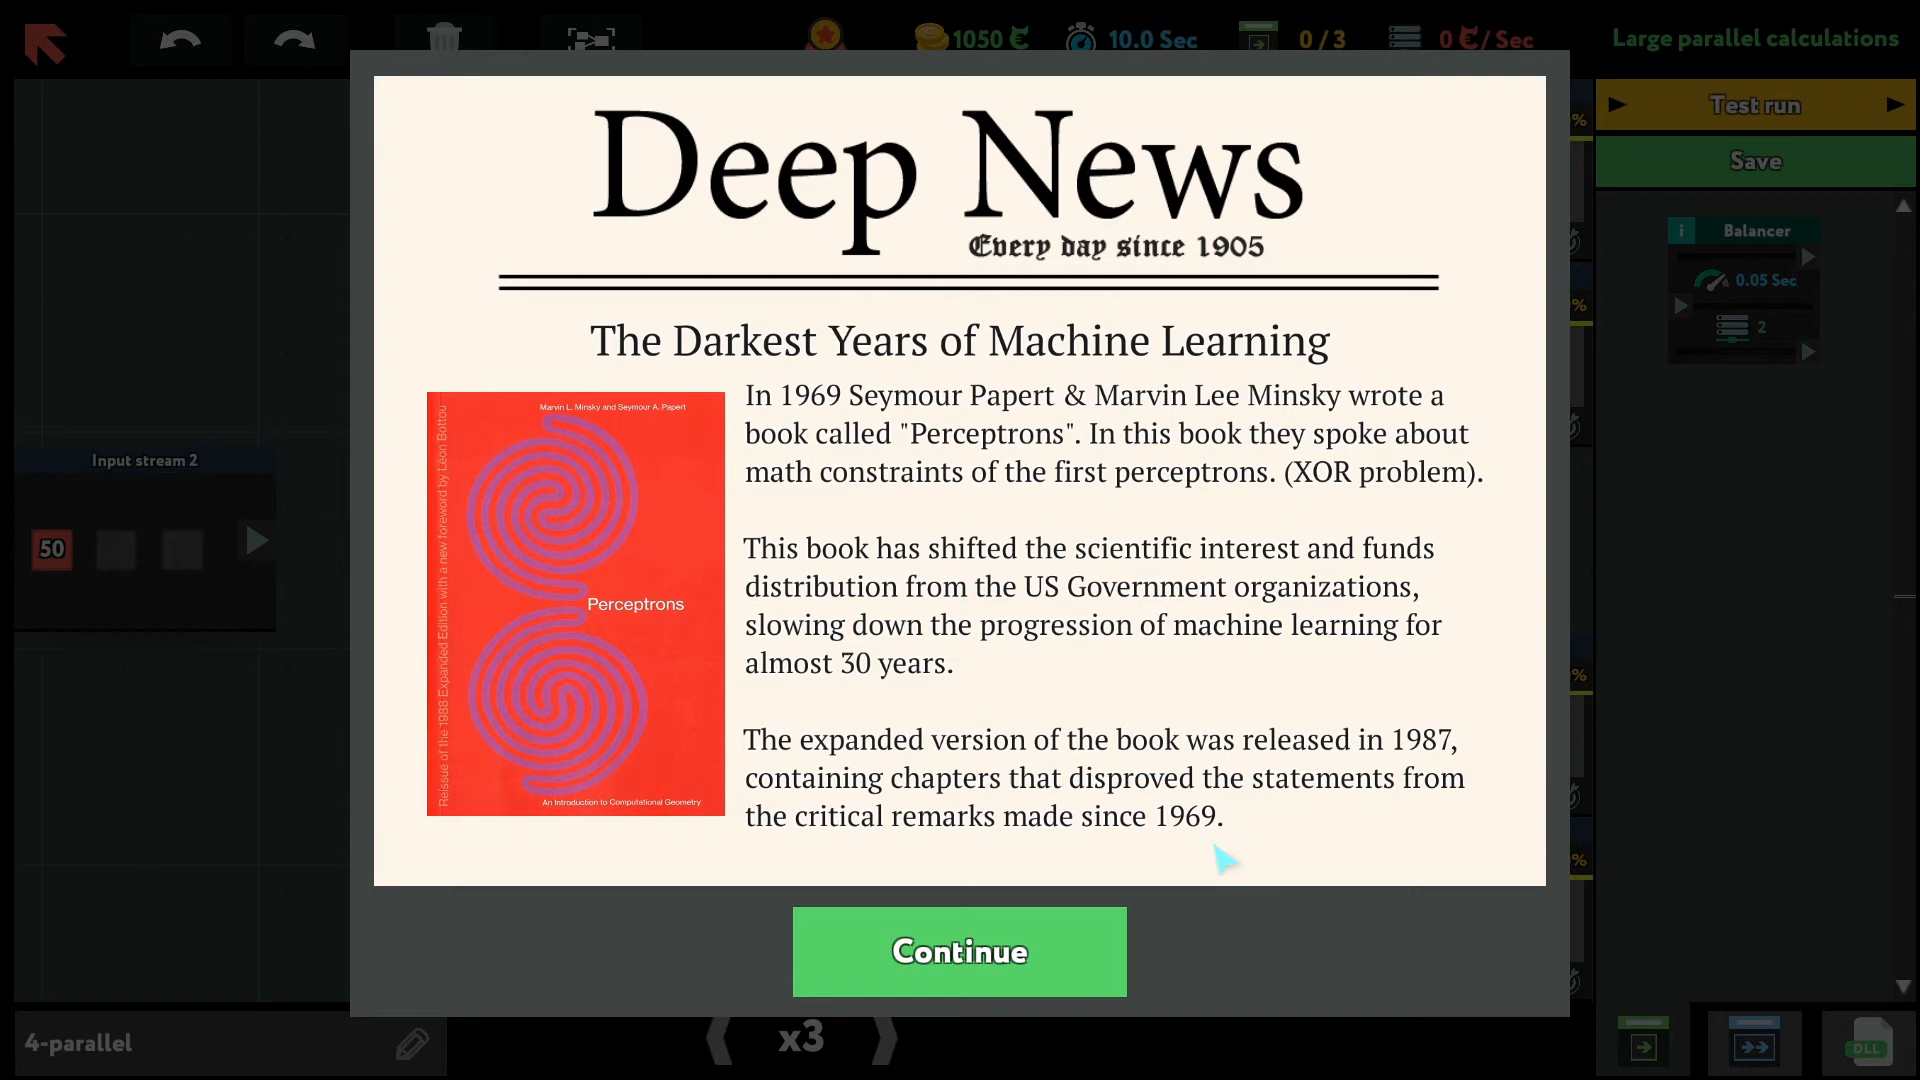 1050 €
10.0 Sec
0 / 3
0 €/ Sec
Large parallel calculations
Test run
Save
Deep News
Every day since 1905
The Darkest Years of Machine Learning
In 1969 Seymour Papert & Marvin Lee Minsky wrote a
book called "Perceptrons". In this book they spoke about
math constraints of the first perceptrons. (XOR problem).
This book has shifted the scientific interest and funds
distribution from the US Government organizations,
slowing down the progression of machine learning for
almost 30 years.
The expanded version of the book was released in 1987,
containing chapters that disproved the statements from
the critical remarks made since 1969.
Marvin L. Minsky and Seymour A. Papert
Reissue of the 1988 Expanded Edition with a new foreword by Léon Bottou
Perceptrons
An Introduction to Computational Geometry
Input stream 2
50
i
Balancer
0.05 Sec
2
%
%
%
%
Continue
4-parallel
x3
DLL